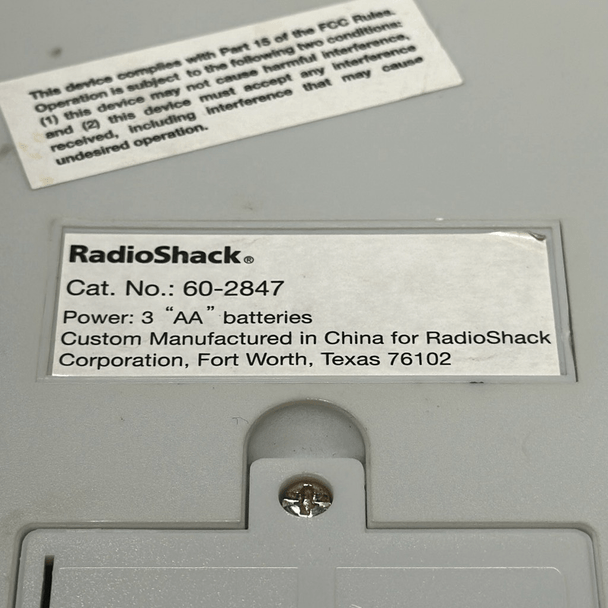 This device complies with Part 15 of the FCC Rules.
Operation is subject to the following two conditions:
(1) this device may not cause harmful interference,
and (2) this device must accept any interference
received, including interference that may cause
undesired operation.
RadioShack®
Cat. No.: 60-2847
Power: 3 “AA” batteries
Custom Manufactured in China for RadioShack
Corporation, Fort Worth, Texas 76102